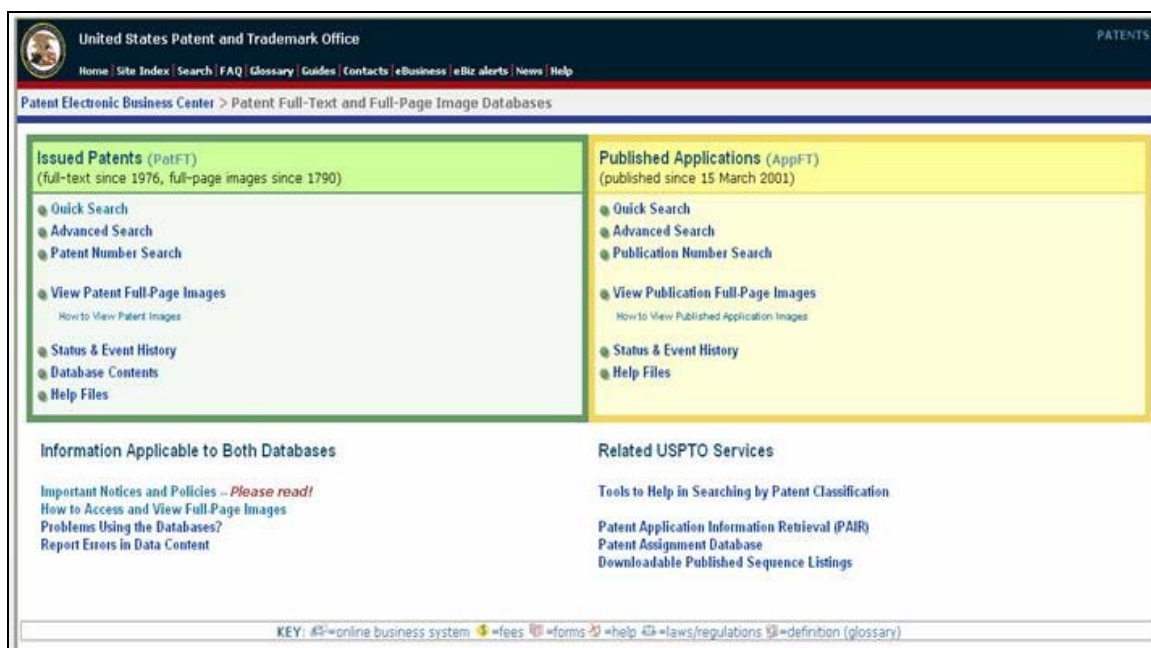 United States Patent and Trademark Office
PATENTS
Home | Site Index | Search | FAQ | Glossary | Guides | Contacts | eBusiness | eBiz alerts | News | Help
Patent Electronic Business Center > Patent Full-Text and Full-Page Image Databases
Issued Patents (PatFT)
(full-text since 1976, full-page images since 1790)
Quick Search
Advanced Search
Patent Number Search
View Patent Full-Page Images
How to View Patent Images
Status & Event History
Database Contents
Help Files
Published Applications (AppFT)
(published since 15 March 2001)
Quick Search
Advanced Search
Publication Number Search
View Publication Full-Page Images
How to View Published Application Images
Status & Event History
Help Files
Information Applicable to Both Databases
Important Notices and Policies -- Please read!
How to Access and View Full-Page Images
Problems Using the Databases?
Report Errors in Data Content
Related USPTO Services
Tools to Help in Searching by Patent Classification
Patent Application Information Retrieval (PAIR)
Patent Assignment Database
Downloadable Published Sequence Listings
KEY: =online business system =fees =forms =help =laws/regulations =definition (glossary)